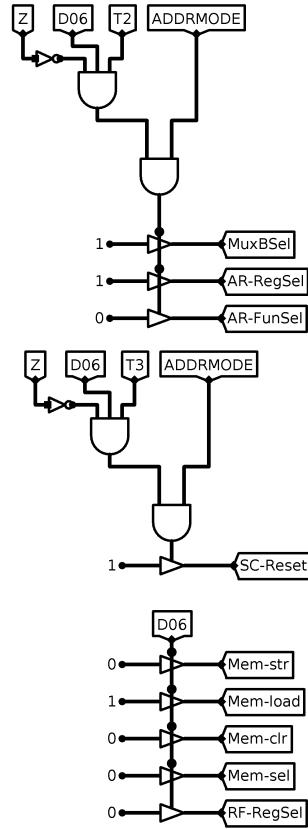 Z D06 T2 ADDRMODE
1 MuxBSel
1 AR-RegSel
0 AR-FunSel
Z D06 T3 ADDRMODE
1 SC-Reset
D06
0 Mem-str
1 Mem-load
0 Mem-clr
0 Mem-sel
0 RF-RegSel